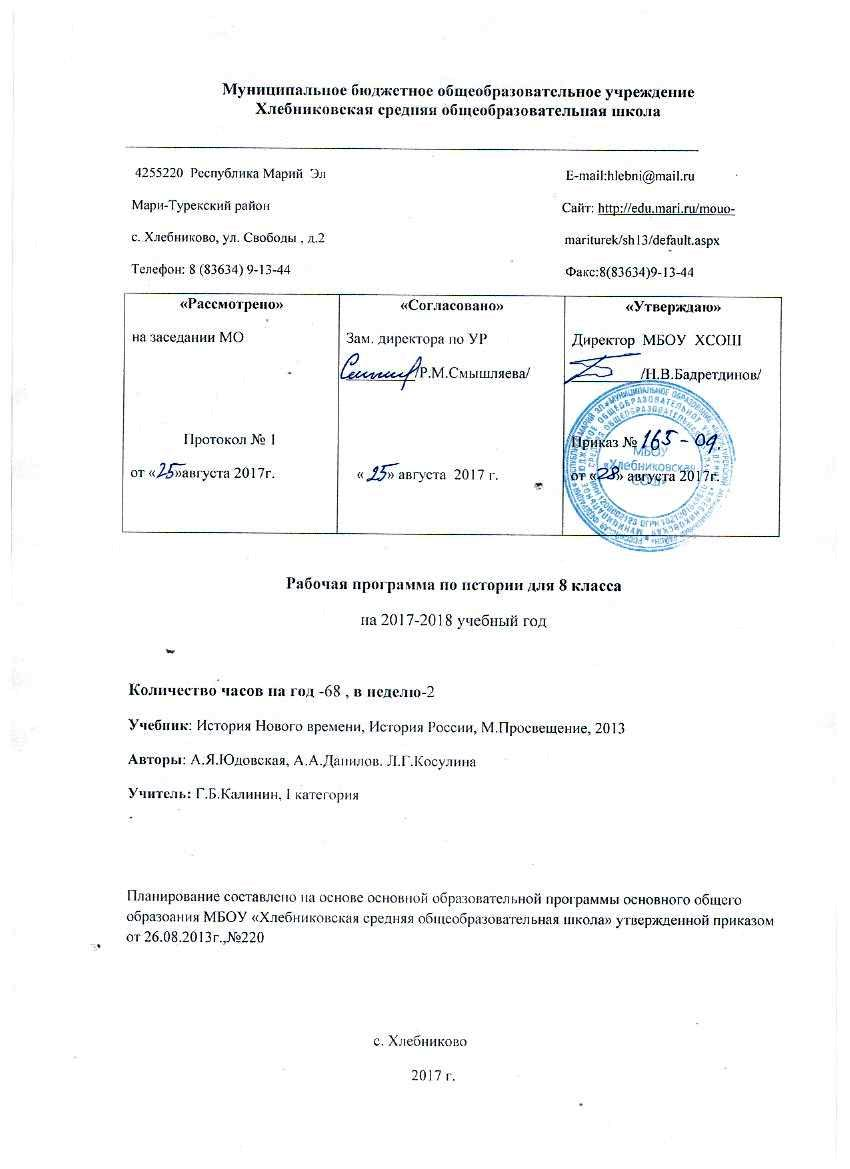 Муниципальное бюджетное общеобразовательное учреждение
Хлебниковская средняя общеобразовательная школа
4255220 Республика Марий Эл
E-mail:hlebni@mail.ru
Мари-Турекский район
Сайт: http://edu.mari.ru/mouo-
с. Хлебниково, ул. Свободы , д.2
mariturek/sh13/default.aspx
Телефон: 8 (83634) 9-13-44
Факс:8(83634)9-13-44
«Рассмотрено»
на заседании МО
Протокол № 1
от «25»августа 2017г.
«Согласовано»
Зам. директора по УР
/Р.М.Смышляева/
«25» августа 2017 г.
«Утверждаю»
Директор МБОУ ХСОШ
/Н.В.Бадретдинов/
Приказ № 165-09.
от «28» августа 2017г.
МБОУ
«Хлебниковская
СОШ»
Рабочая программа по истории для 8 класса
на 2017-2018 учебный год
Количество часов на год -68 , в неделю-2
Учебник: История Нового времени, История России, М.Просвещение, 2013
Авторы: А.Я.Юдовская, А.А.Данилов. Л.Г.Косулина
Учитель: Г.Б.Калинин, I категория
Планирование составлено на основе основной образовательной программы основного общего
образоания МБОУ «Хлебниковская средняя общеобразовательная школа» утвержденной приказом
от 26.08.2013г.,№220
с. Хлебниково
2017 г.